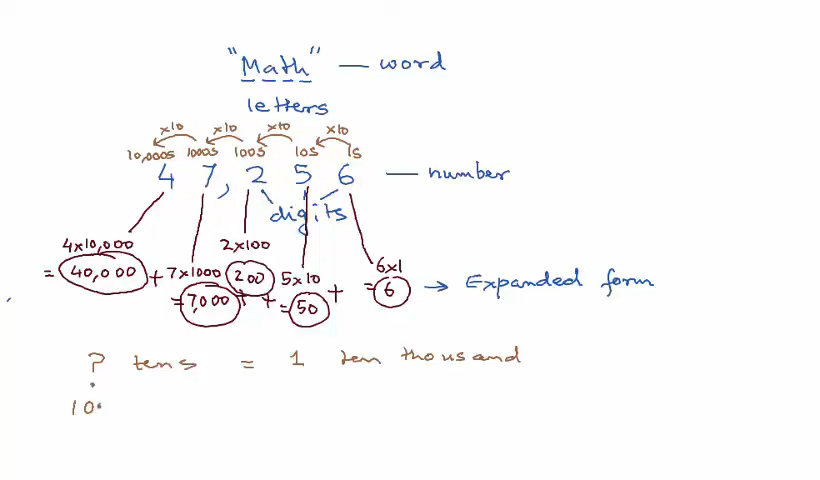 "Math" — word
letters
x10 x10 x10 x10
10,000s 1000s 100s 10s 1s
4 7, 2 5 6 — number
digits
4x10,000 2x100
= 40,000 + 7x1000 200 5x10 + 6x1
= 7,000 + + = 50 = 6 → Expanded form
? tens = 1 ten thousand
10